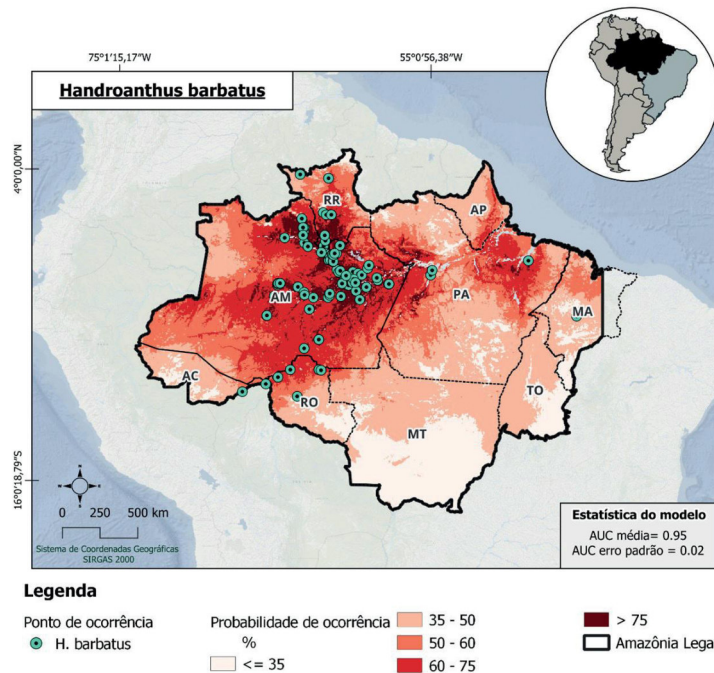 75°1'15,17"W
55°0'56,38"W
Handroanthus barbatus
4°0'0,00"N
RR
AP
AM
PA
MA
AC
RO
TO
MT
16°0'18,79"S
0 250 500 km
Sistema de Coordenadas Geográficas
SIRGAS 2000
Estatística do modelo
AUC média= 0.95
AUC erro padrão = 0.02
Legenda
Ponto de ocorrência
H. barbatus
Probabilidade de ocorrência
%
<= 35
35 - 50
50 - 60
60 - 75
> 75
Amazônia Lega